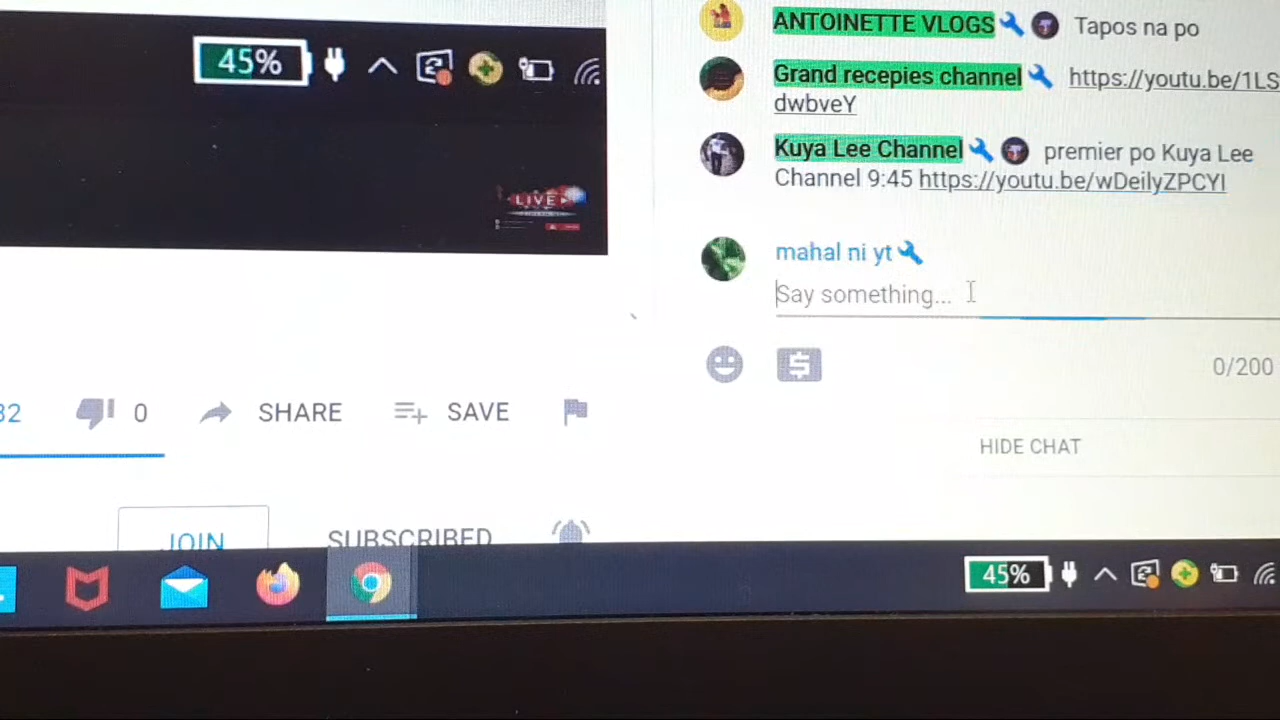 45%
LIVE
ANTOINETTE VLOGS Tapos na po
Grand recepies channel https://youtu.be/1LS
dwbveY
Kuya Lee Channel premier po Kuya Lee
Channel 9:45 https://youtu.be/wDeilyZPCYI
mahal ni yt
Say something...
0/200
32 0 SHARE SAVE
HIDE CHAT
JOIN SUBSCRIBED
45%